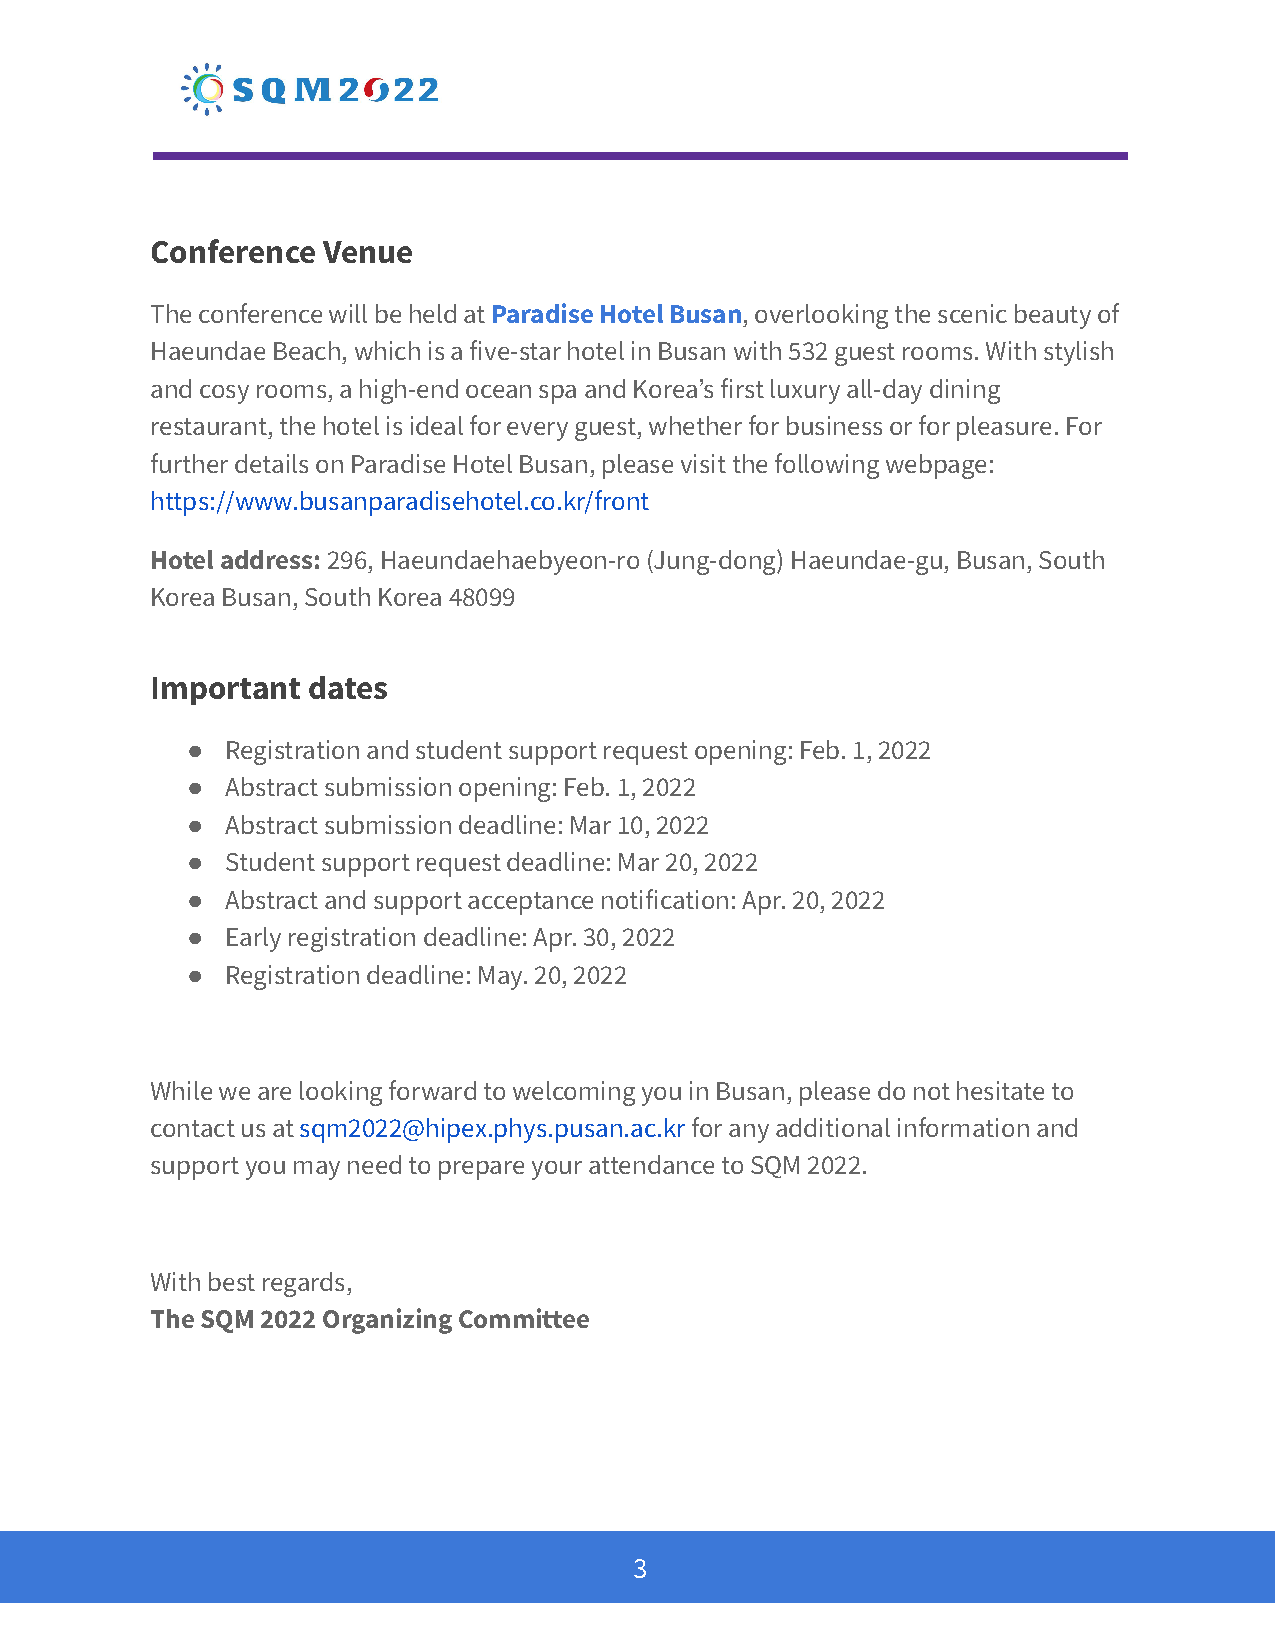 SQM2022
Conference Venue
The conference will be held at Paradise Hotel Busan, overlooking the scenic beauty of
Haeundae Beach, which is a five-star hotel in Busan with 532 guest rooms. With stylish
and cosy rooms, a high-end ocean spa and Korea’s first luxury all-day dining
restaurant, the hotel is ideal for every guest, whether for business or for pleasure. For
further details on Paradise Hotel Busan, please visit the following webpage:
https://www.busanparadisehotel.co.kr/front
Hotel address: 296, Haeundaehaebyeon-ro (Jung-dong) Haeundae-gu, Busan, South
Korea Busan, South Korea 48099
Important dates
● Registration and student support request opening: Feb. 1, 2022
● Abstract submission opening: Feb. 1, 2022
● Abstract submission deadline: Mar 10, 2022
● Student support request deadline: Mar 20, 2022
● Abstract and support acceptance notification: Apr. 20, 2022
● Early registration deadline: Apr. 30, 2022
● Registration deadline: May. 20, 2022
While we are looking forward to welcoming you in Busan, please do not hesitate to
contact us at sqm2022@hipex.phys.pusan.ac.kr for any additional information and
support you may need to prepare your attendance to SQM 2022.
With best regards,
The SQM 2022 Organizing Committee
3